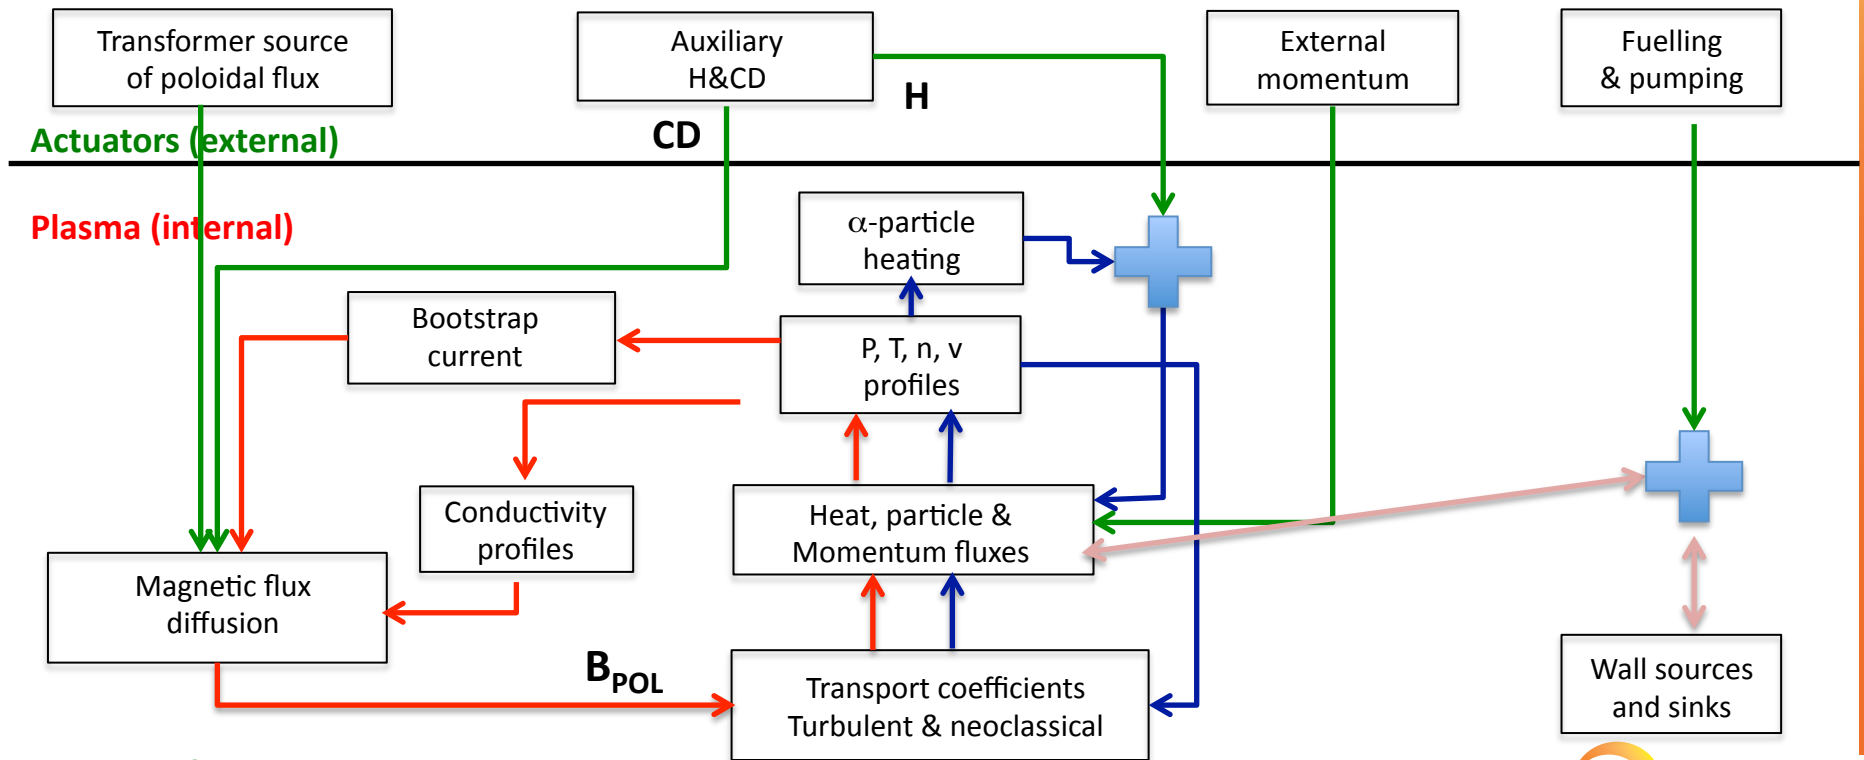 Transformer source
of poloidal flux
Auxiliary
H&CD
External
momentum
Fuelling
& pumping
H
CD
Actuators (external)
Plasma (internal)
α-particle
heating
Bootstrap
current
P, T, n, v
profiles
Conductivity
profiles
Heat, particle &
Momentum fluxes
Magnetic flux
diffusion
B_POL
Transport coefficients
Turbulent & neoclassical
Wall sources
and sinks